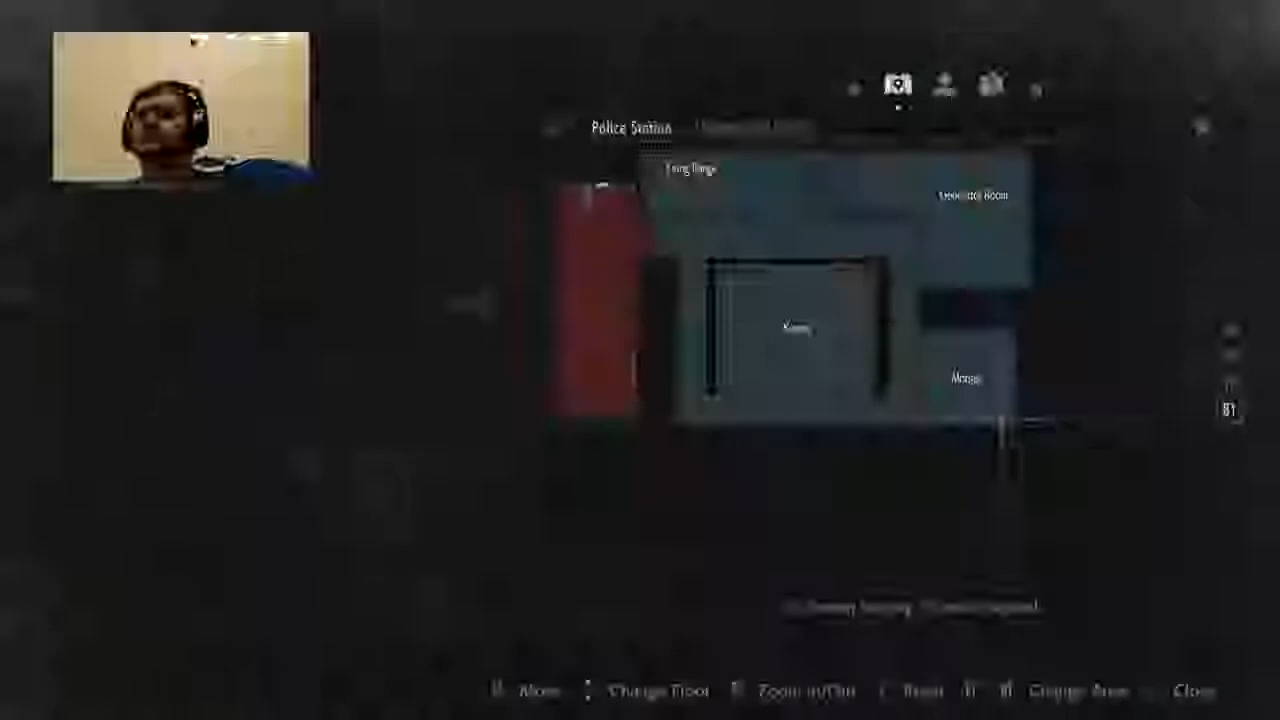 Police Station
Firing Range
Generator Room
Kennel
Morgue
B1
Move Change Floor Zoom In/Out Reset Change Area Close